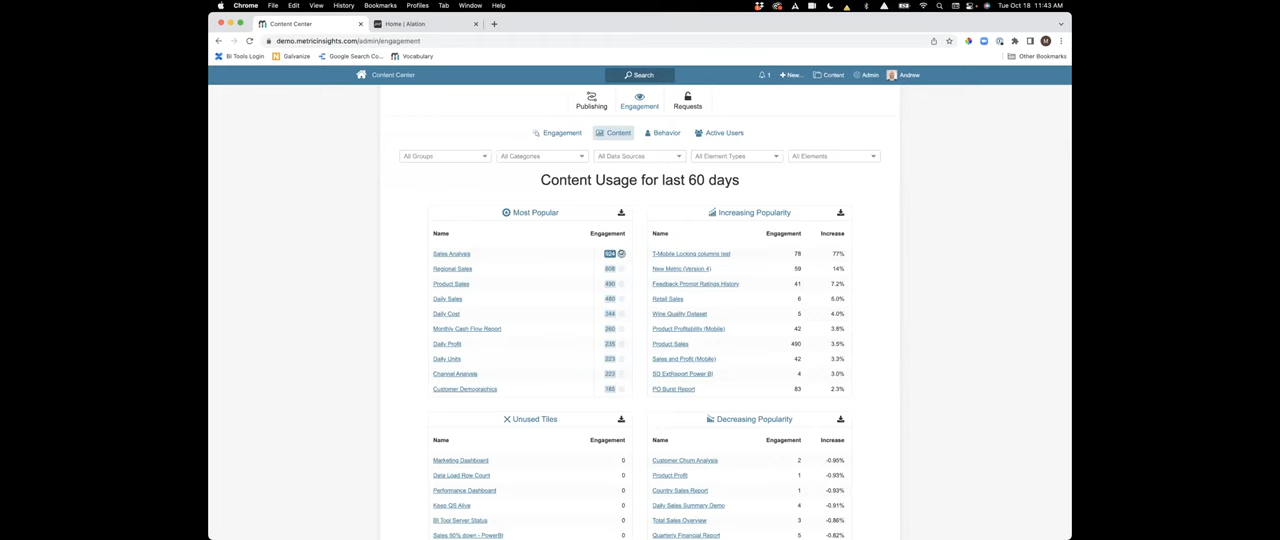 Chrome File Edit View History Bookmarks Profiles Tab Window Help Tue Oct 18 11:43 AM
Content Center Home | Alation
demo.metricinsights.com/admin/engagement
BI Tools Login Galvanize Google Search Co... Vocabulary Other Bookmarks
Content Center Search 1 New... Content Admin Andrew
Publishing Engagement Requests
Engagement Content Behavior Active Users
All Groups All Categories All Data Sources All Element Types All Elements
Content Usage for last 60 days
Most Popular
Name Engagement
Sales Analysis 924
Regional Sales 808
Product Sales 490
Daily Sales 480
Daily Cost 344
Monthly Cash Flow Report 260
Daily Profit 235
Daily Units 223
Channel Analysis 223
Customer Demographics 185
Increasing Popularity
Name Engagement Increase
T-Mobile Locking columns test 78 77%
New Metric (Version 4) 59 14%
Feedback Prompt Ratings History 41 7.2%
Retail Sales 6 5.0%
Wine Quality Dataset 5 4.0%
Product Profitability (Mobile) 42 3.8%
Product Sales 490 3.5%
Sales and Profit (Mobile) 42 3.3%
SD ExtReport Power BI 4 3.0%
PO Burst Report 83 2.3%
Unused Tiles
Name Engagement
Marketing Dashboard 0
Data Load Row Count 0
Performance Dashboard 0
Keep QS Alive 0
BI Tool Server Status 0
Sales 90% down - PowerBI 0
Decreasing Popularity
Name Engagement Increase
Customer Churn Analysis 2 -0.95%
Product Profit 1 -0.93%
Country Sales Report 1 -0.93%
Daily Sales Summary Demo 4 -0.91%
Total Sales Overview 3 -0.86%
Quarterly Financial Report 5 -0.82%